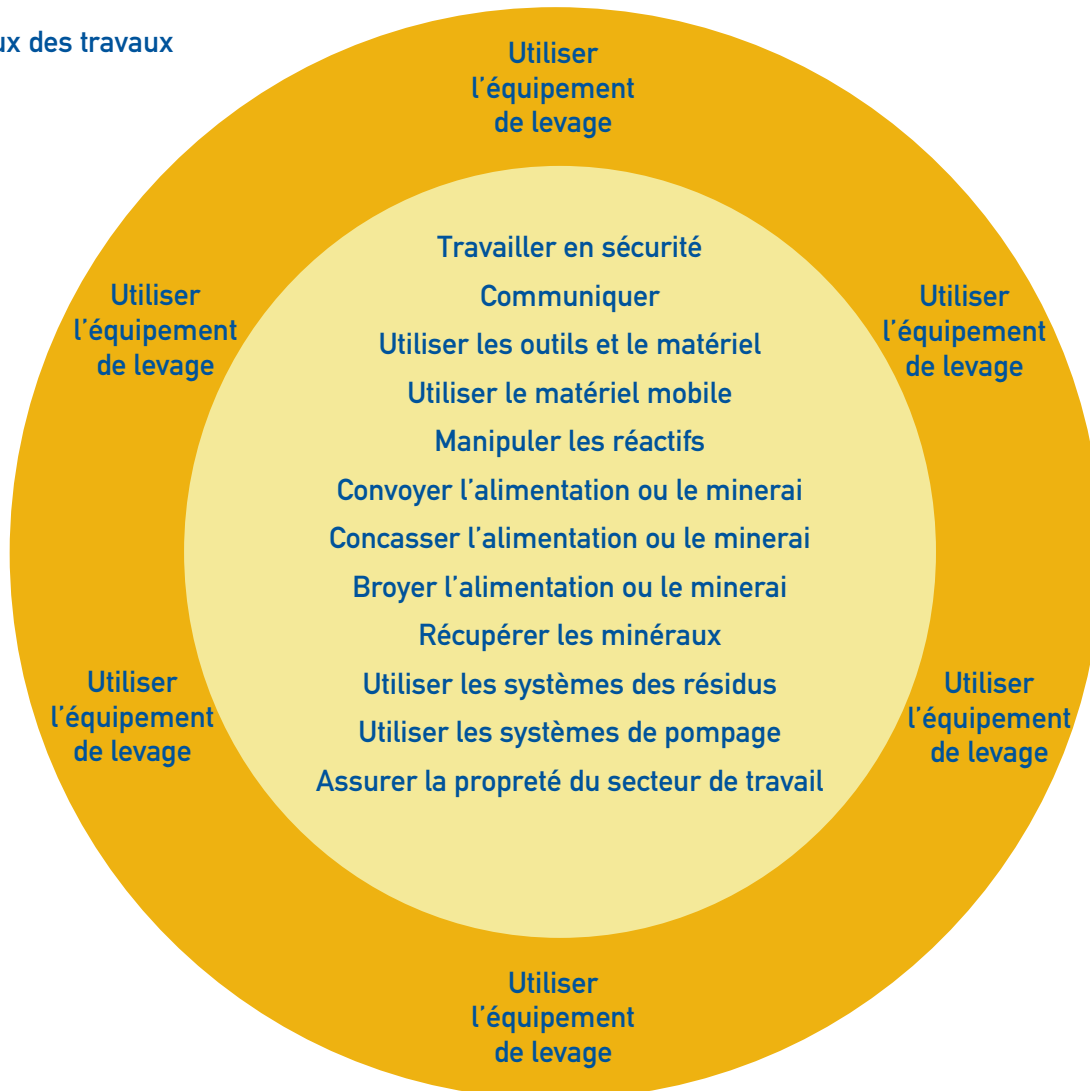 ux des travaux
Utiliser
l'équipement
de levage
Utiliser
l'équipement
de levage
Utiliser
l'équipement
de levage
Travailler en sécurité
Communiquer
Utiliser les outils et le matériel
Utiliser le matériel mobile
Manipuler les réactifs
Convoyer l'alimentation ou le minerai
Concasser l'alimentation ou le minerai
Broyer l'alimentation ou le minerai
Récupérer les minéraux
Utiliser les systèmes des résidus
Utiliser les systèmes de pompage
Assurer la propreté du secteur de travail
Utiliser
l'équipement
de levage
Utiliser
l'équipement
de levage
Utiliser
l'équipement
de levage